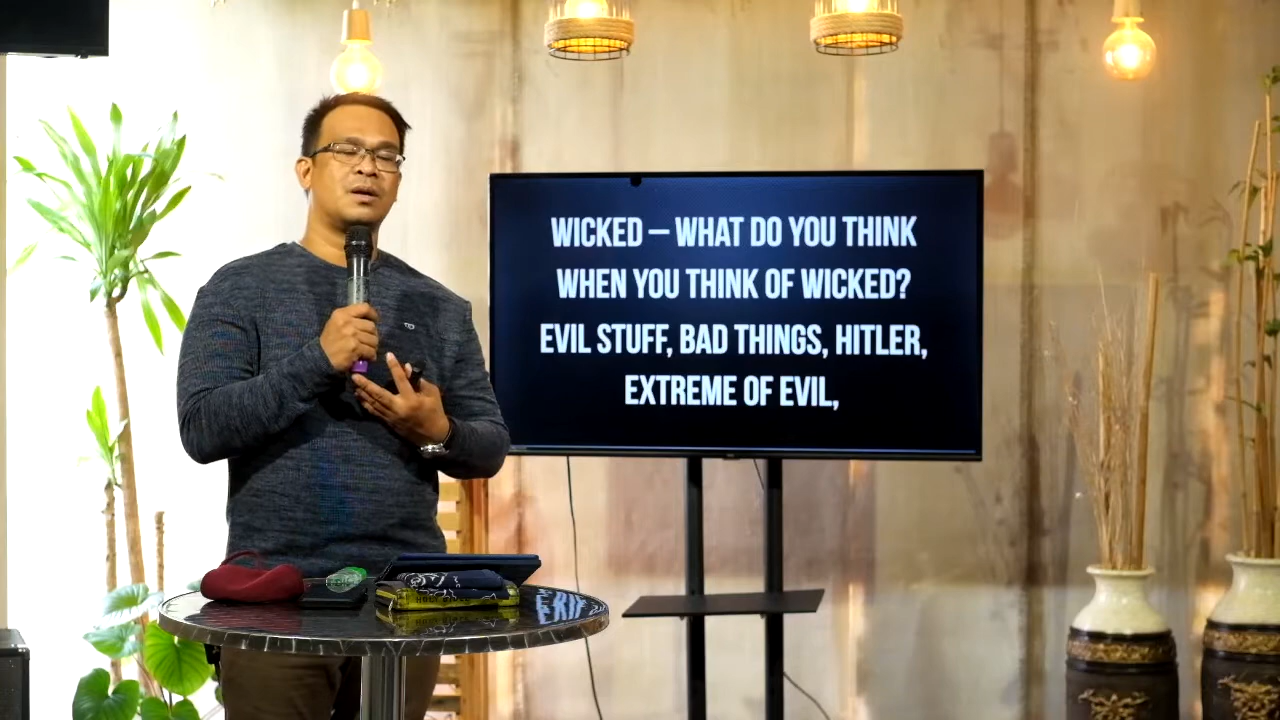 WICKED – WHAT DO YOU THINK
WHEN YOU THINK OF WICKED?
EVIL STUFF, BAD THINGS, HITLER,
EXTREME OF EVIL,